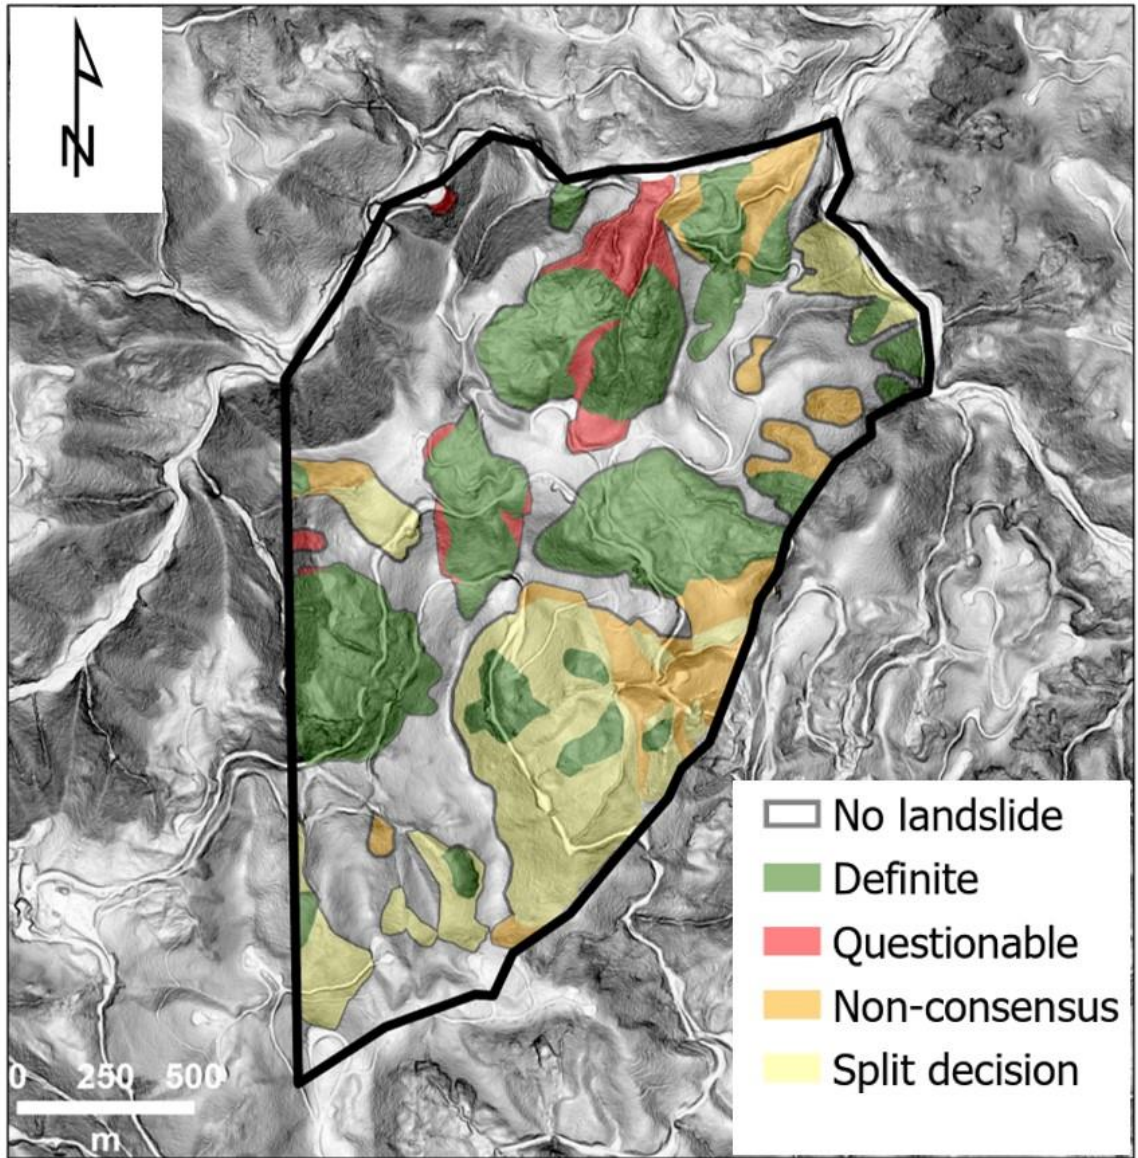 N
No landslide
Definite
Questionable
Non-consensus
Split decision
0 250 500
m